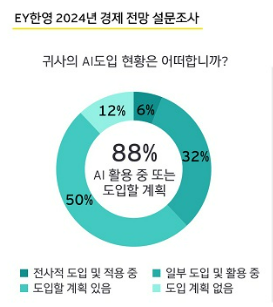 EY한영 2024년 경제 전망 설문조사
귀사의 AI도입 현황은 어떠합니까?
12%
6%
88%
32%
AI 활용 중 또는
도입할 계획
50%
전사적 도입 및 적용 중
일부 도입 및 활용 중
도입할 계획 있음
도입 계획 없음